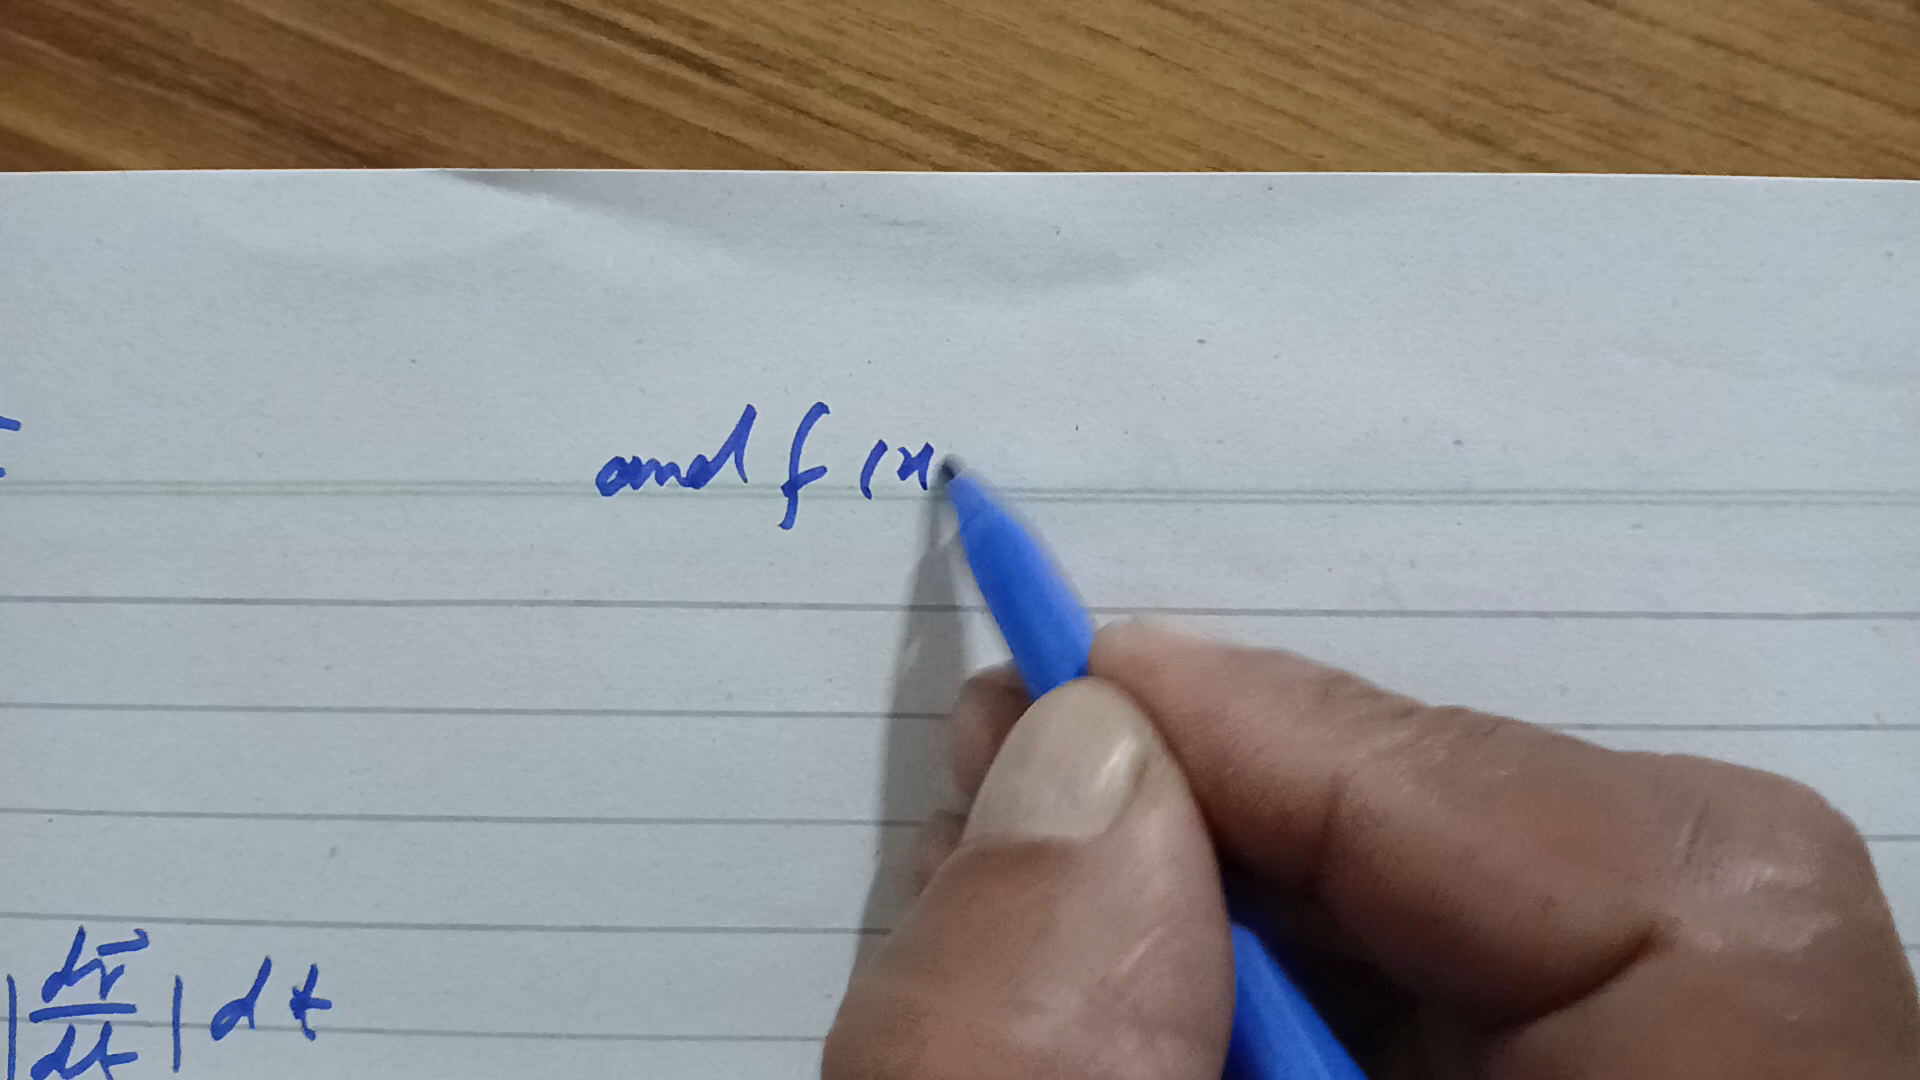 and f (x
|dr⃗/dt| dt